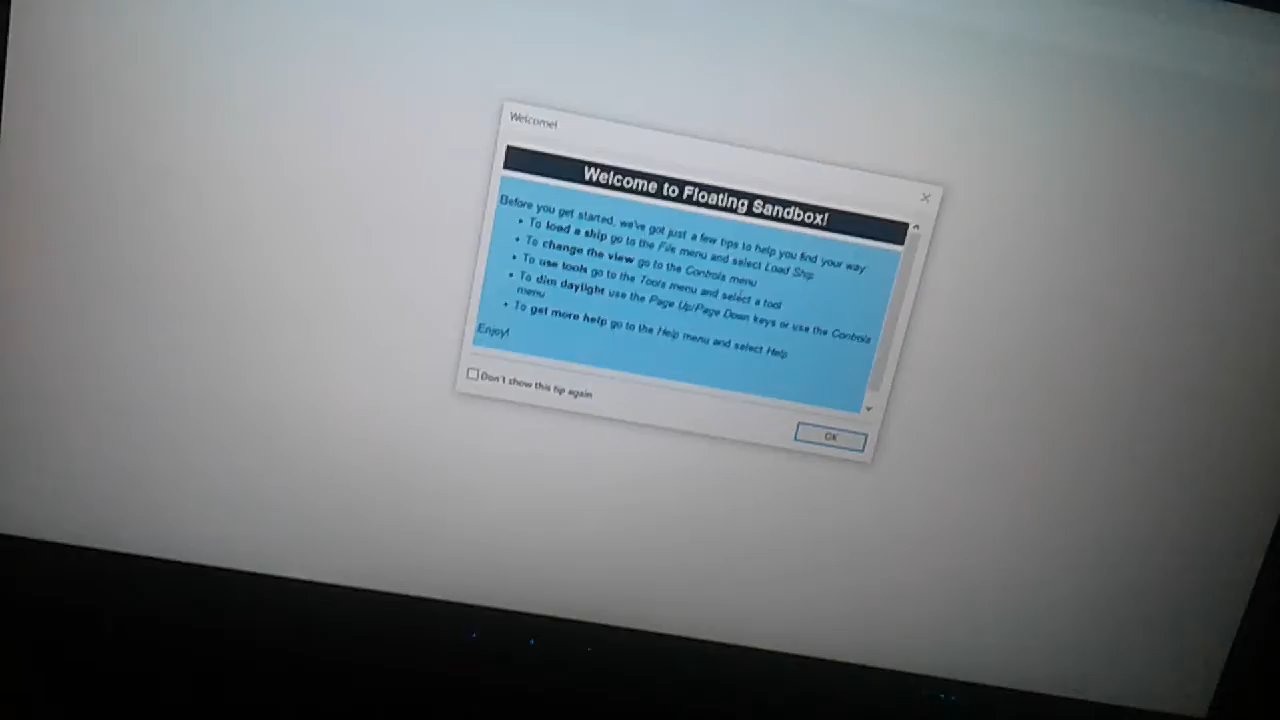 Welcome!
Welcome to Floating Sandbox!
Before you get started, we've got just a few tips to help you find your way
• To load a ship go to the File menu and select Load Ship
• To change the view go to the Controls menu
• To use tools go to the Tools menu and select a tool
• To dim daylight use the Page Up/Page Down keys or use the Controls
menu
• To get more help go to the Help menu and select Help
Enjoy!
Don't show this tip again
OK